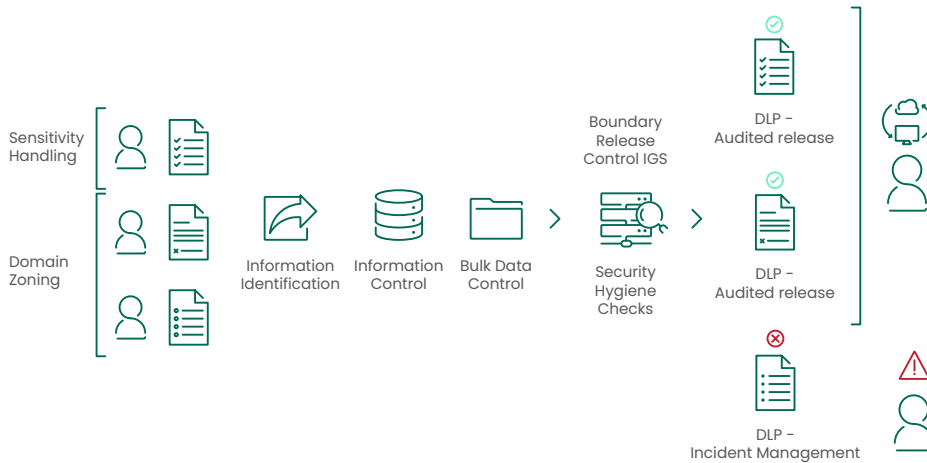 Sensitivity
Handling
Domain
Zoning
Information
Identification
Information
Control
Bulk Data
Control
Boundary
Release
Control IGS
Security
Hygiene
Checks
DLP -
Audited release
DLP -
Audited release
DLP -
Incident Management